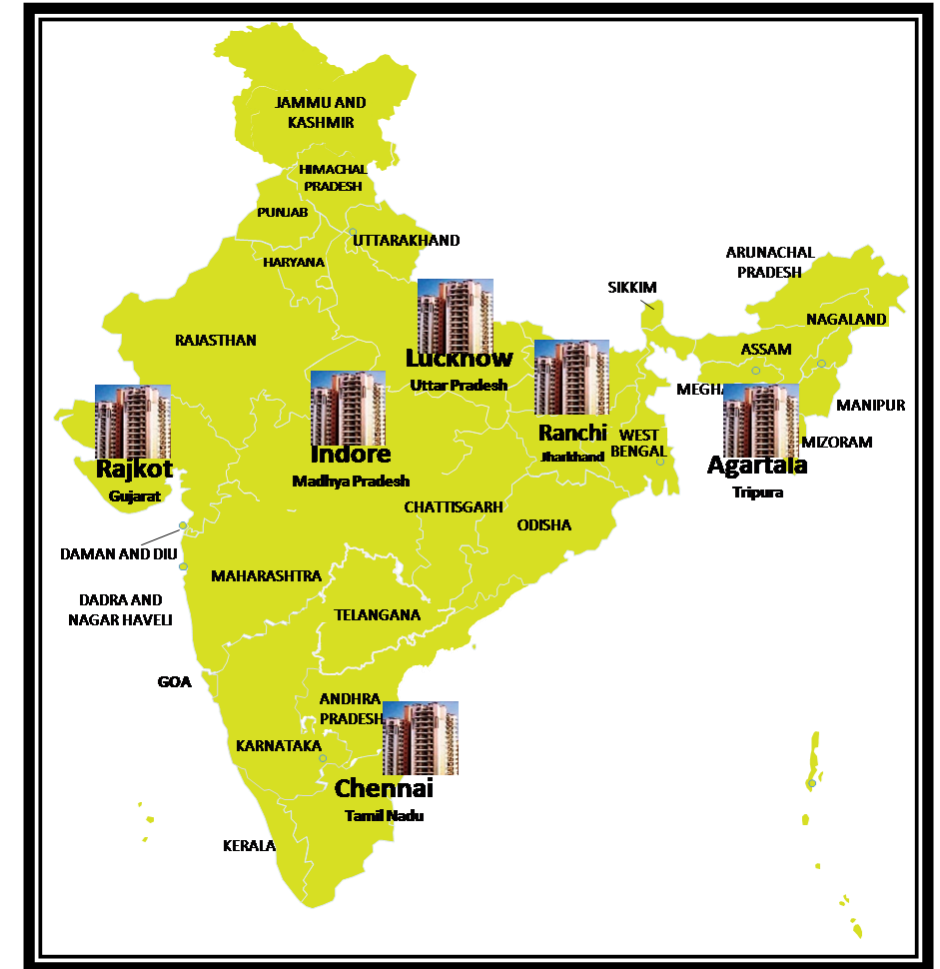 JAMMU AND
KASHMIR
HIMACHAL
PRADESH
PUNJAB
UTTARAKHAND
HARYANA
ARUNACHAL
PRADESH
SIKKIM
NAGALAND
RAJASTHAN
ASSAM
Lucknow
Uttar Pradesh
MEGHA
MANIPUR
Ranchi
Jharkhand
WEST
BENGAL
MIZORAM
Indore
Madhya Pradesh
Rajkot
Gujarat
Agartala
Tripura
CHATTISGARH
ODISHA
DAMAN AND DIU
MAHARASHTRA
DADRA AND
NAGAR HAVELI
TELANGANA
GOA
ANDHRA
PRADESH
KARNATAKA
Chennai
Tamil Nadu
KERALA